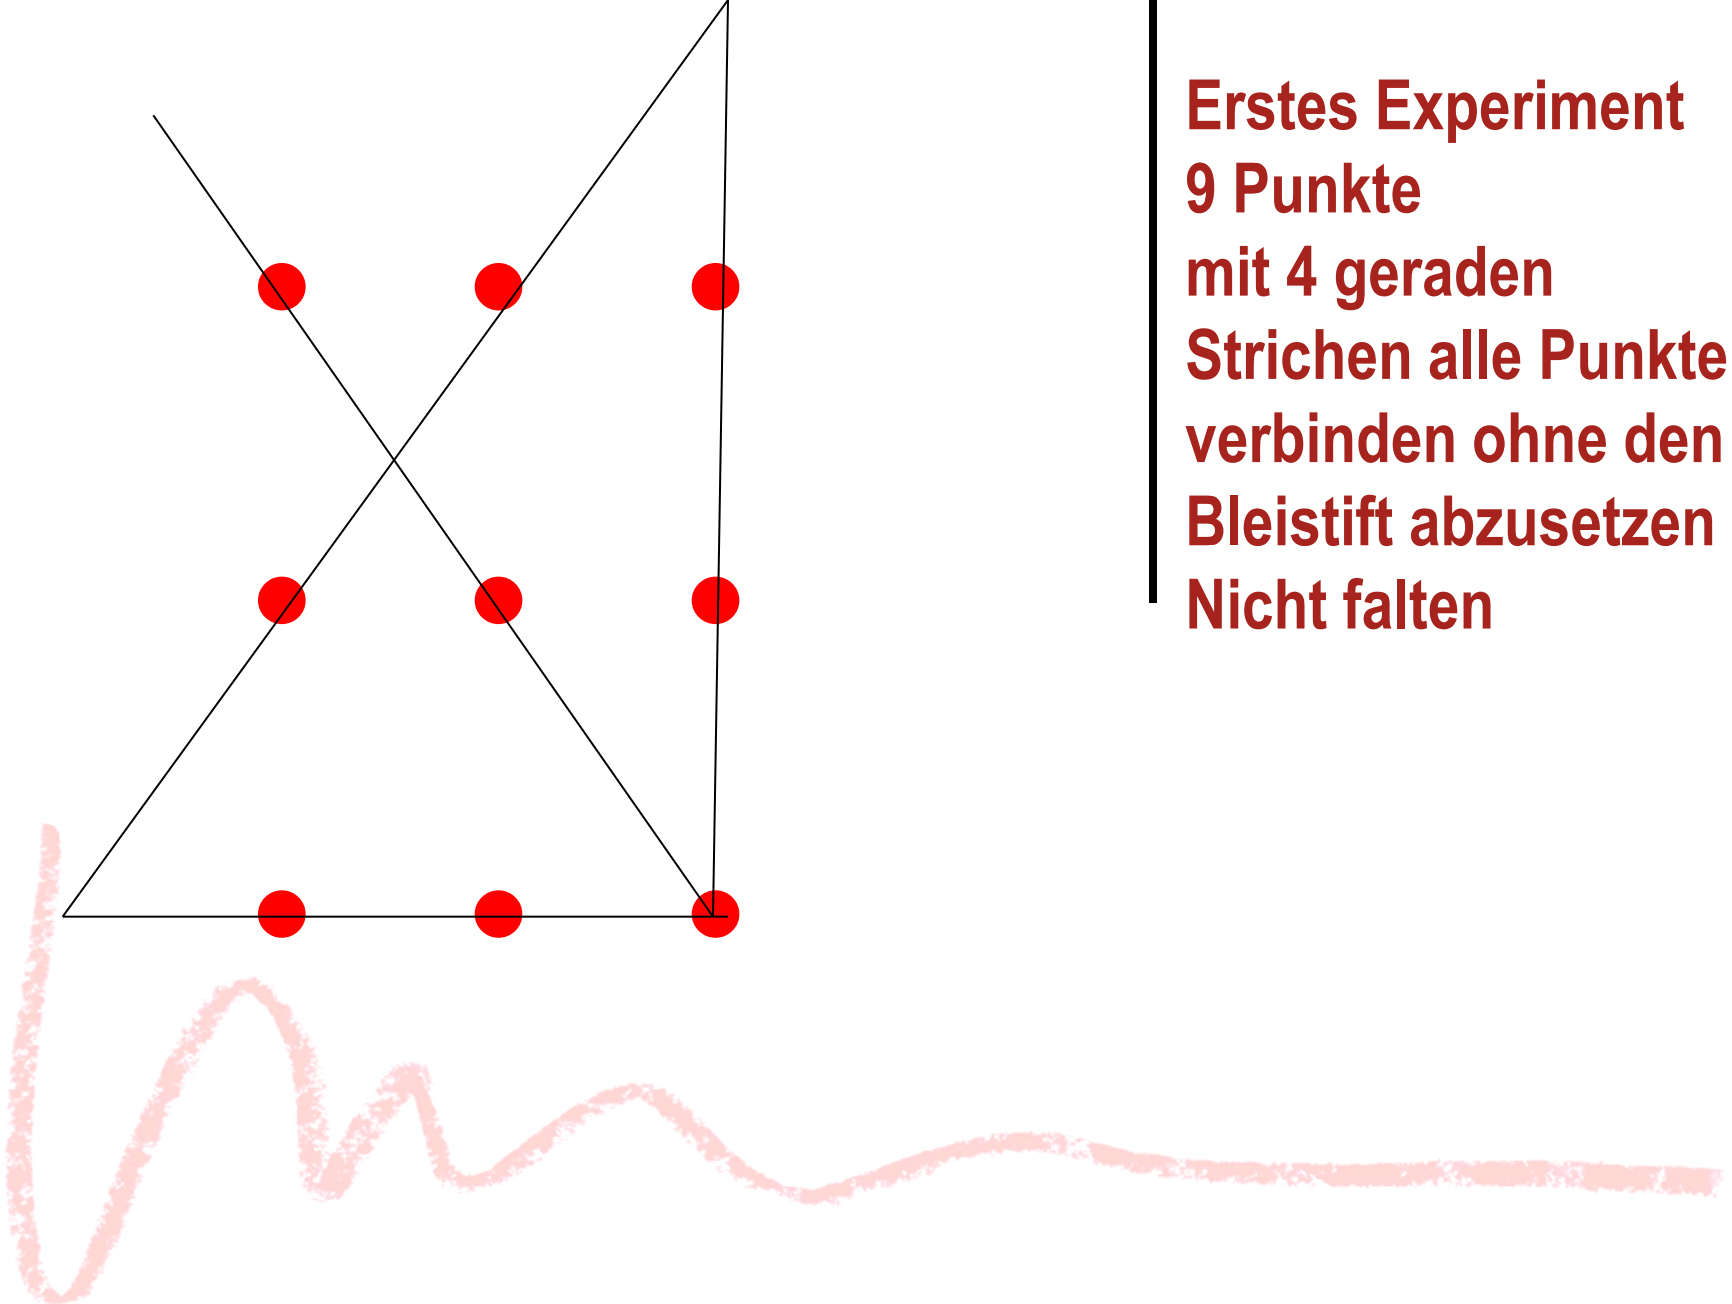 Erstes Experiment
9 Punkte
mit 4 geraden
Strichen alle Punkte
verbinden ohne den
Bleistift abzusetzen
Nicht falten